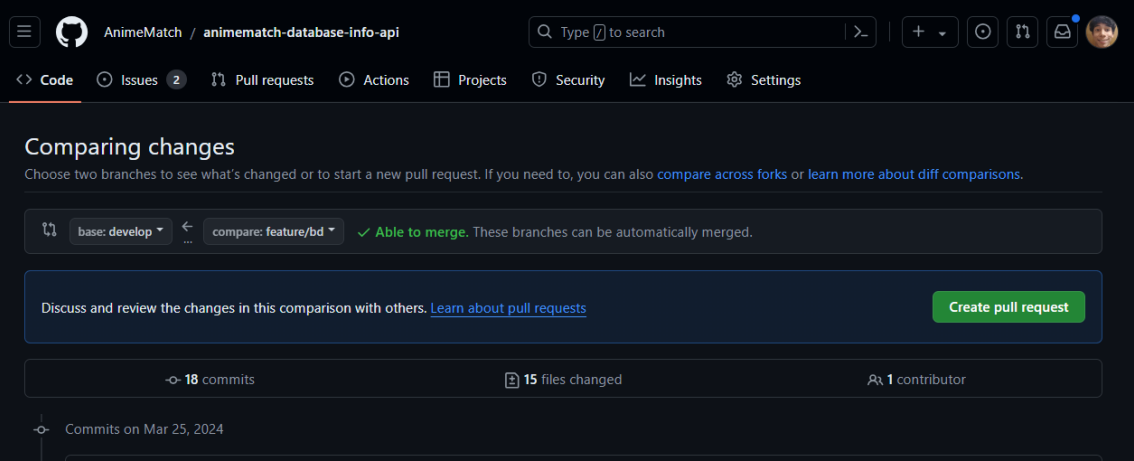 AnimeMatch / animematch-database-info-api Type / to search
Code Issues 2 Pull requests Actions Projects Security Insights Settings
Comparing changes
Choose two branches to see what's changed or to start a new pull request. If you need to, you can also compare across forks or learn more about diff comparisons.
base: develop ... compare: feature/bd Able to merge. These branches can be automatically merged.
Discuss and review the changes in this comparison with others. Learn about pull requests Create pull request
18 commits 15 files changed 1 contributor
Commits on Mar 25, 2024